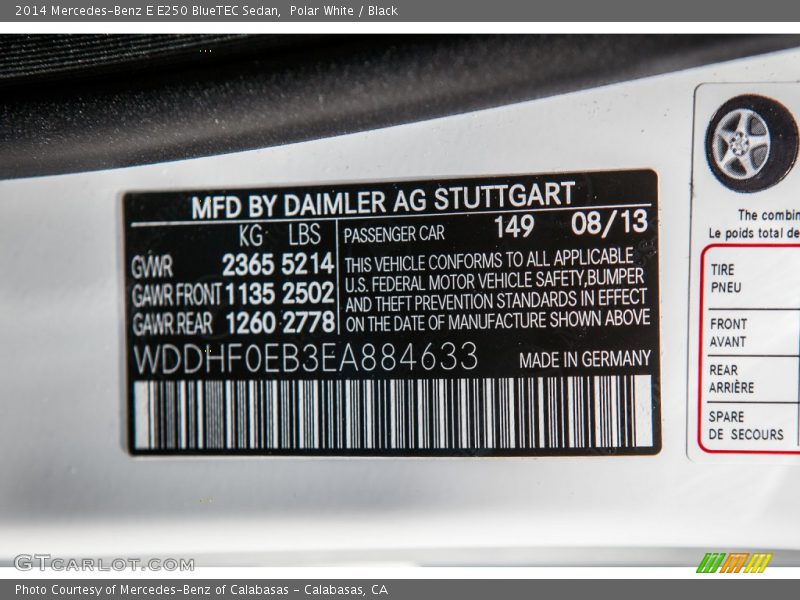 2014 Mercedes-Benz E E250 BlueTEC Sedan, Polar White / Black
MFD BY DAIMLER AG STUTTGART
KG LBS
GVWR 2365 5214
GAWR FRONT 1135 2502
GAWR REAR 1260 2778
PASSENGER CAR 149 08/13
THIS VEHICLE CONFORMS TO ALL APPLICABLE
U.S. FEDERAL MOTOR VEHICLE SAFETY,BUMPER
AND THEFT PREVENTION STANDARDS IN EFFECT
ON THE DATE OF MANUFACTURE SHOWN ABOVE
WDDHF0EB3EA884633 MADE IN GERMANY
The combin
Le poids total de
TIRE
PNEU
FRONT
AVANT
REAR
ARRIÈRE
SPARE
DE SECOURS
GTCARLOT.COM
Photo Courtesy of Mercedes-Benz of Calabasas - Calabasas, CA